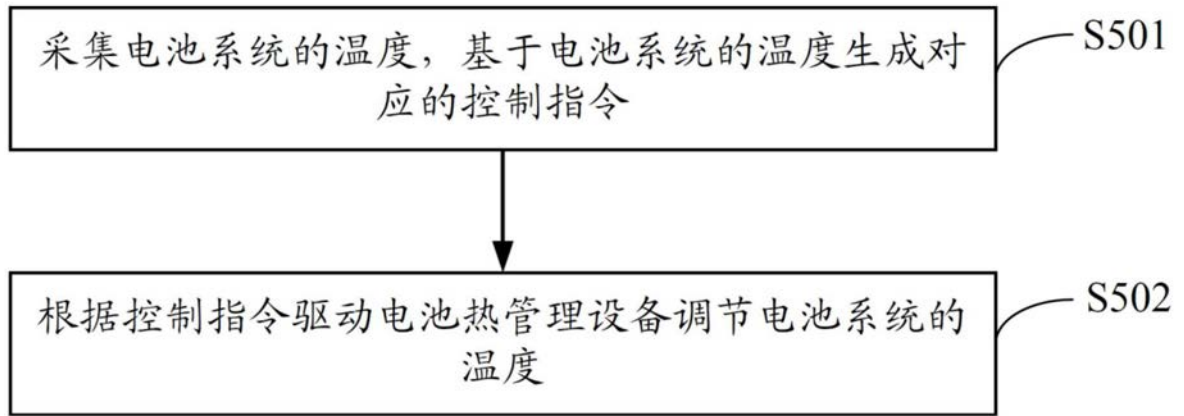 采集电池系统的温度，基于电池系统的温度生成对
应的控制指令
S501
根据控制指令驱动电池热管理设备调节电池系统的
温度
S502